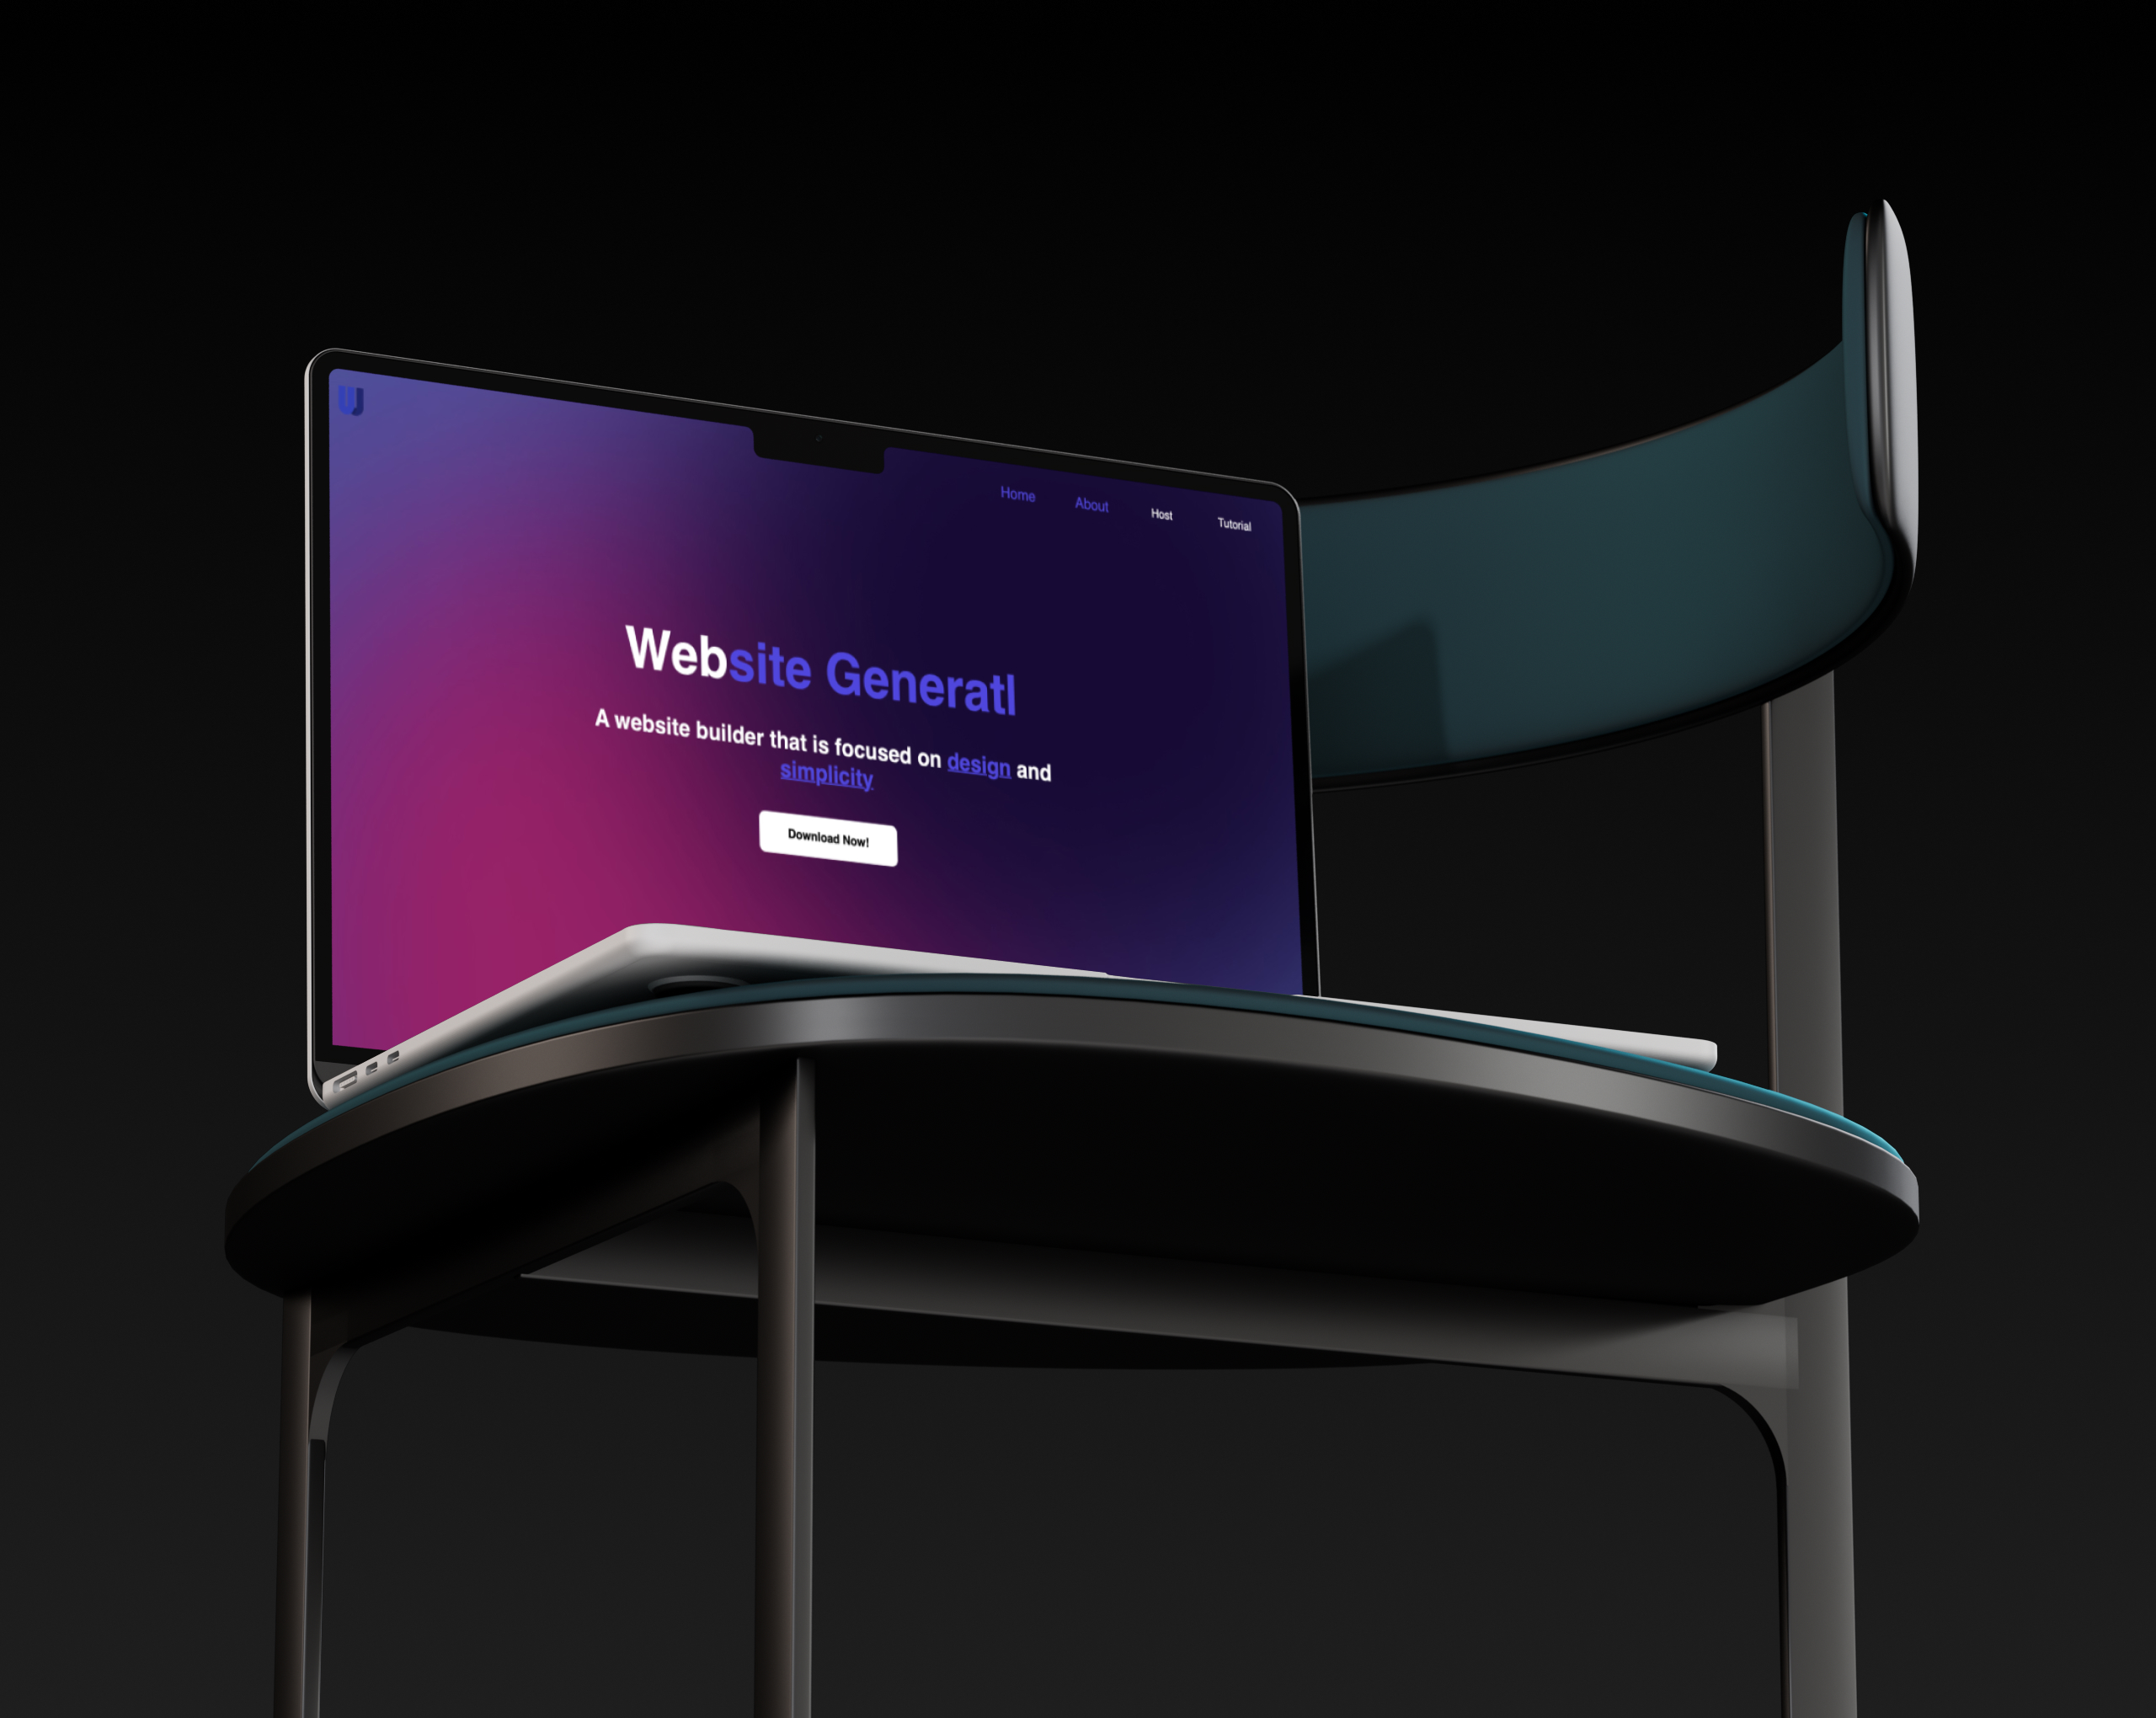 Home About Host Tutorial
Website Generatl
A website builder that is focused on design and
simplicity
Download Now!